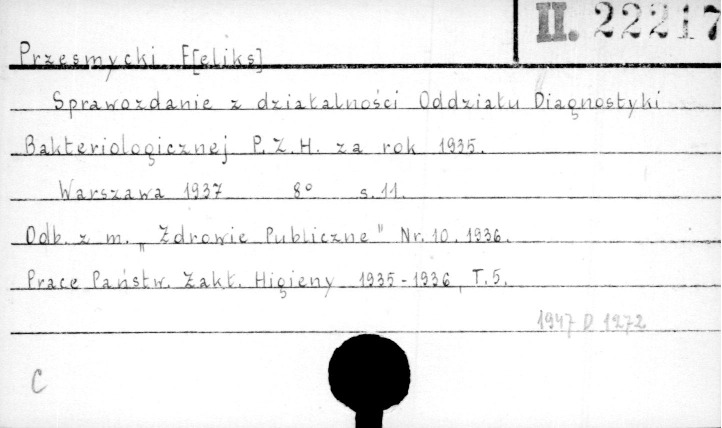 II. 22217
Przesmycki F[eliks]
Sprawozdanie z działalności Oddziału Diagnostyki
Bakteriologicznej P.Z.H. za rok 1935.
Warszawa 1937 8° s.11.
Odb. z m. „Zdrowie Publiczne" Nr.10.1936.
Prace Państw. Zakł. Higieny 1935-1936, T.5.
1947 D 1272
C